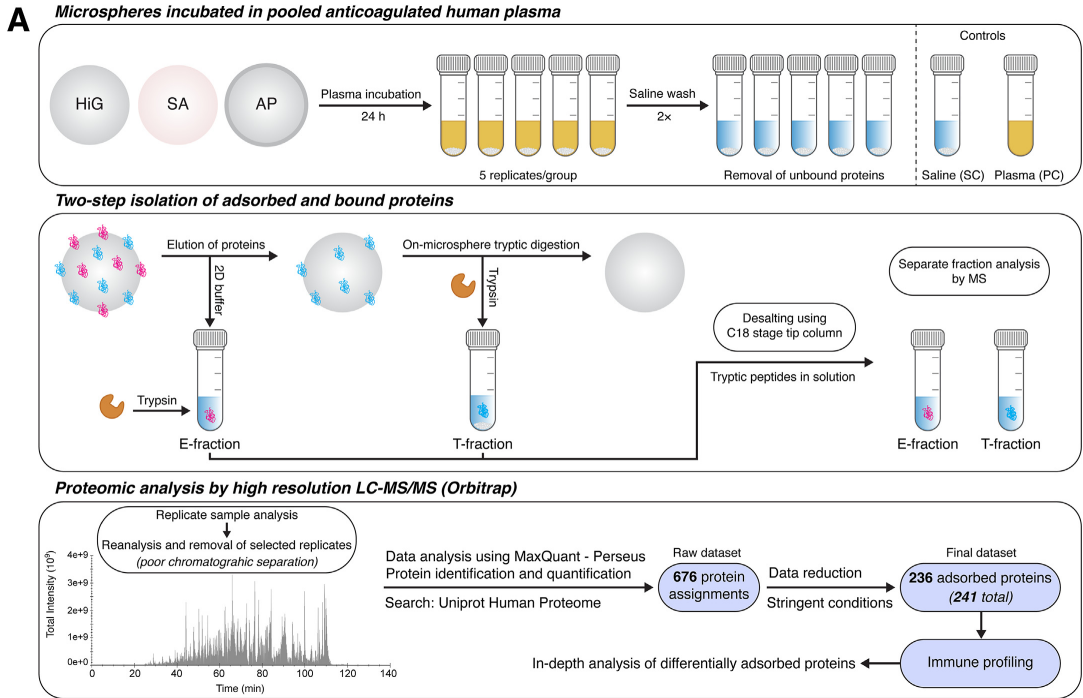 A
Microspheres incubated in pooled anticoagulated human plasma
HiG
SA
AP
Plasma incubation
24 h
5 replicates/group
Saline wash
2×
Removal of unbound proteins
Controls
Saline (SC)
Plasma (PC)
Two-step isolation of adsorbed and bound proteins
Elution of proteins
2D buffer
Trypsin
E-fraction
On-microsphere tryptic digestion
Trypsin
T-fraction
Desalting using
C18 stage tip column
Tryptic peptides in solution
Separate fraction analysis
by MS
E-fraction
T-fraction
Proteomic analysis by high resolution LC-MS/MS (Orbitrap)
Replicate sample analysis
Reanalysis and removal of selected replicates
(poor chromatograhic separation)
Total Intensity (10⁹)
4e+9
3e+9
2e+9
1e+9
0e+0
0 20 40 60 80 100 120 140
Time (min)
Data analysis using MaxQuant - Perseus
Protein identification and quantification
Search: Uniprot Human Proteome
Raw dataset
676 protein
assignments
Data reduction
Stringent conditions
Final dataset
236 adsorbed proteins
(241 total)
Immune profiling
In-depth analysis of differentially adsorbed proteins